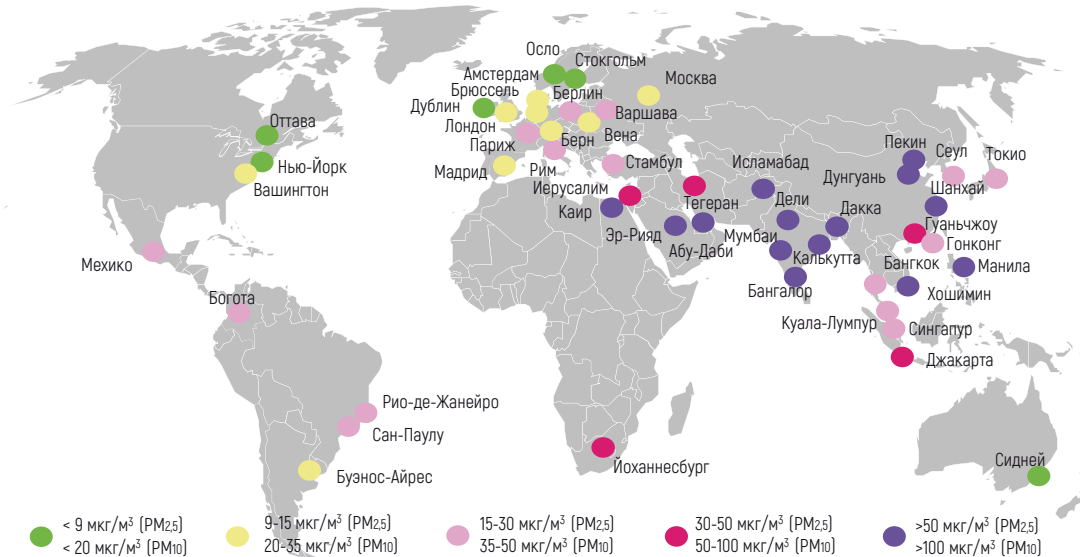 Осло
Стокгольм
Амстердам
Москва
Брюссель
Берлин
Дублин
Варшава
Оттава
Лондон
Вена
Париж
Берн
Пекин
Сеул
Токио
Нью-Йорк
Мадрид
Рим
Стамбул
Исламабад
Дунгуань
Вашингтон
Иерусалим
Шанхай
Каир
Тегеран
Дели
Дакка
Гуаньчжоу
Эр-Рияд
Мумбаи
Гонконг
Абу-Даби
Калькутта
Бангкок
Манила
Мехико
Бангалор
Хошимин
Богота
Куала-Лумпур
Сингапур
Джакарта
Рио-де-Жанейро
Сан-Паулу
Сидней
Йоханнесбург
Буэнос-Айрес
< 9 мкг/м³ (PM2,5)
< 20 мкг/м³ (PM10)
9-15 мкг/м³ (PM2,5)
20-35 мкг/м³ (PM10)
15-30 мкг/м³ (PM2,5)
35-50 мкг/м³ (PM10)
30-50 мкг/м³ (PM2,5)
50-100 мкг/м³ (PM10)
>50 мкг/м³ (PM2,5)
>100 мкг/м³ (PM10)